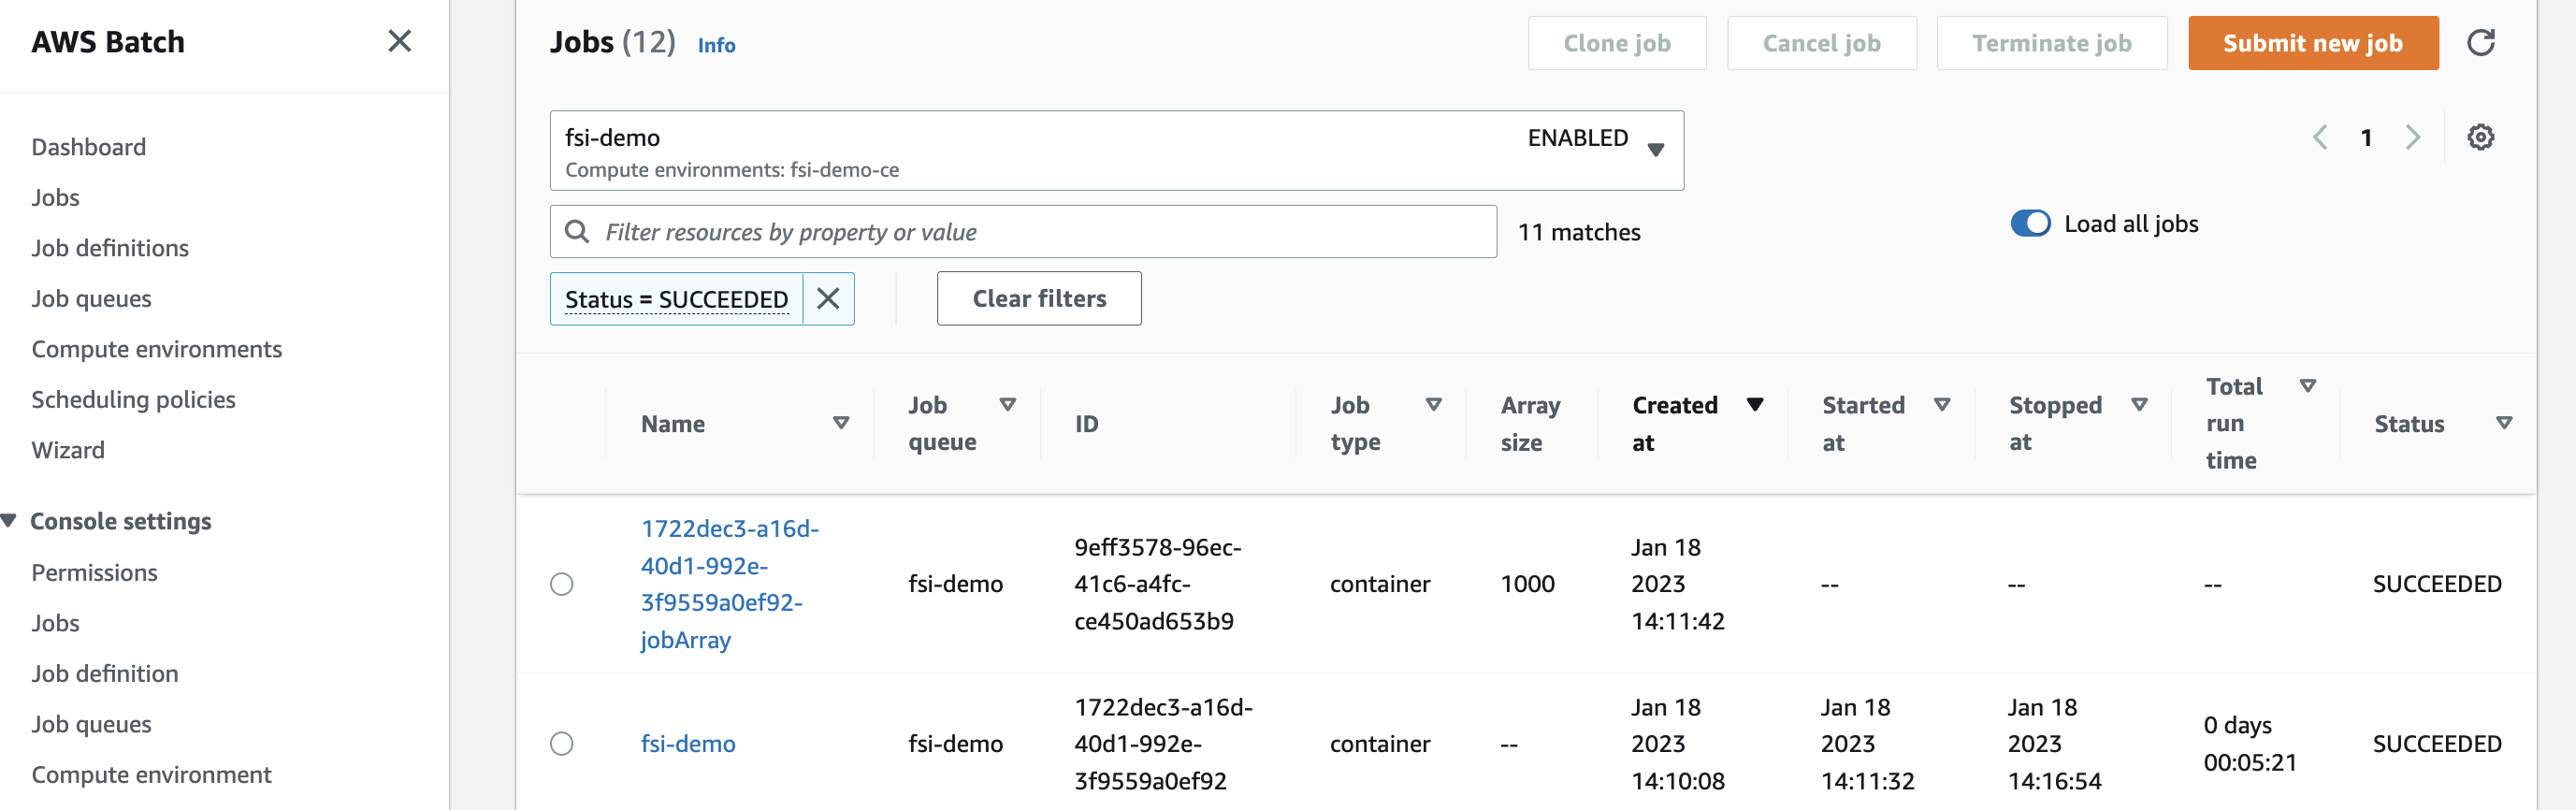 AWS Batch
Dashboard
Jobs
Job definitions
Job queues
Compute environments
Scheduling policies
Wizard
Console settings
Permissions
Jobs
Job definition
Job queues
Compute environment
Jobs (12) Info
Clone job
Cancel job
Terminate job
Submit new job
fsi-demo
ENABLED
Compute environments: fsi-demo-ce
1
Filter resources by property or value
11 matches
Load all jobs
Status = SUCCEEDED
Clear filters
Name
Job
queue
ID
Job
type
Array
size
Created
at
Started
at
Stopped
at
Total
run
time
Status
1722dec3-a16d-
40d1-992e-
3f9559a0ef92-
jobArray
fsi-demo
9eff3578-96ec-
41c6-a4fc-
ce450ad653b9
container
1000
Jan 18
2023
14:11:42
--
--
--
SUCCEEDED
fsi-demo
fsi-demo
1722dec3-a16d-
40d1-992e-
3f9559a0ef92
container
--
Jan 18
2023
14:10:08
Jan 18
2023
14:11:32
Jan 18
2023
14:16:54
0 days
00:05:21
SUCCEEDED